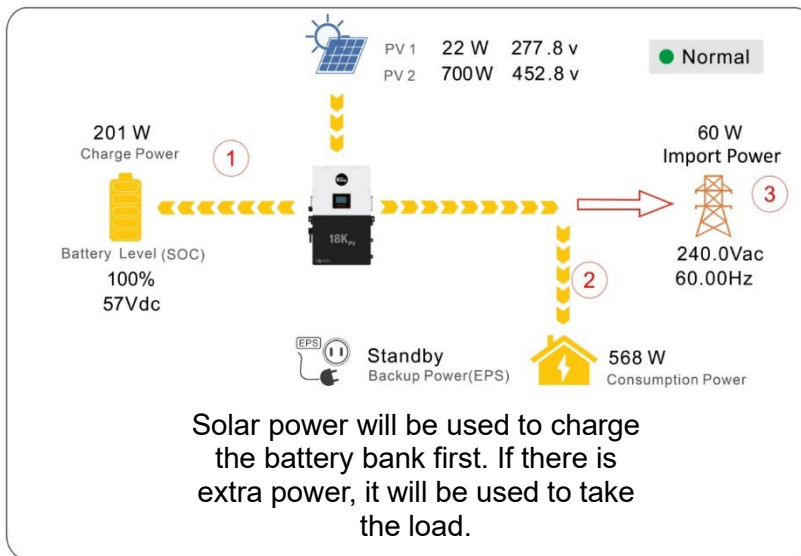 PV 1 22 W 277.8 v
PV 2 700W 452.8 v
Normal
201 W
Charge Power
1
60 W
Import Power
3
18K PV
Battery Level (SOC)
100%
57Vdc
240.0Vac
60.00Hz
2
EPS
Standby
Backup Power(EPS)
568 W
Consumption Power
Solar power will be used to charge
the battery bank first. If there is
extra power, it will be used to take
the load.